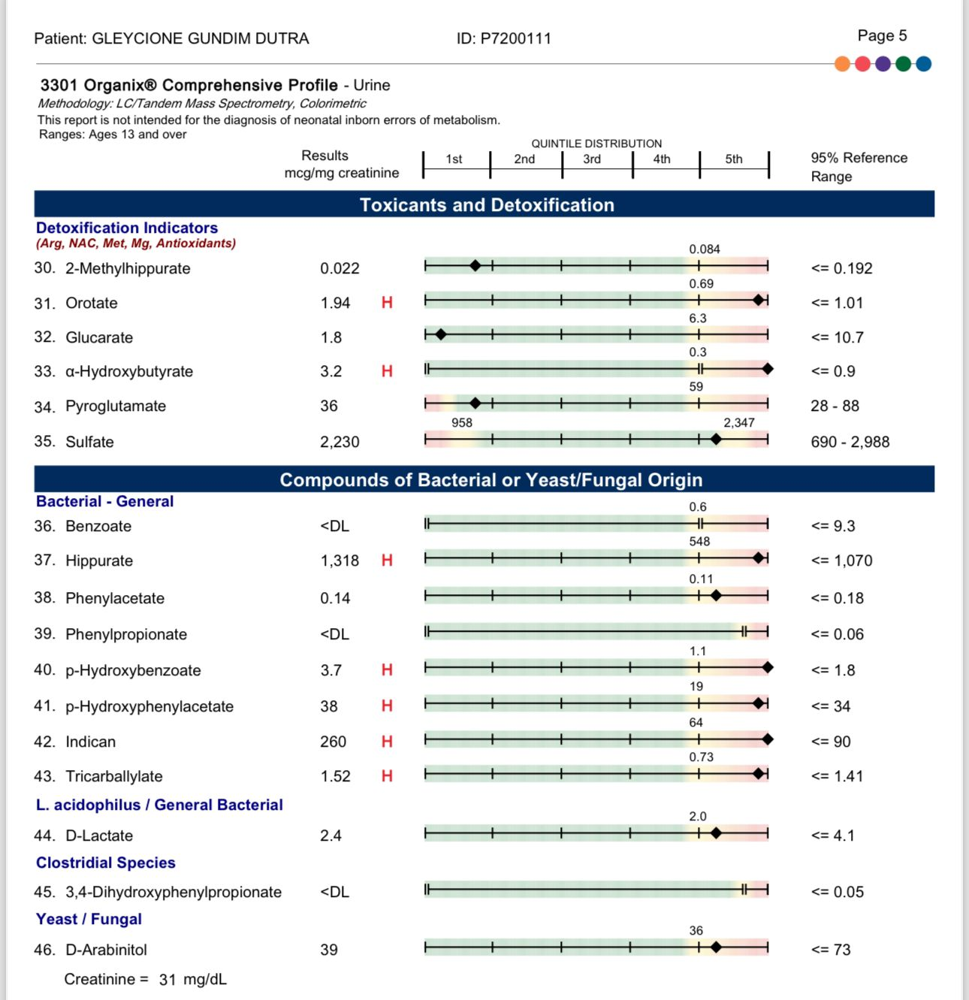 Patient: GLEYCIONE GUNDIM DUTRA ID: P7200111 Page 5
3301 Organix® Comprehensive Profile - Urine
Methodology: LC/Tandem Mass Spectrometry, Colorimetric
This report is not intended for the diagnosis of neonatal inborn errors of metabolism.
Ranges: Ages 13 and over
QUINTILE DISTRIBUTION
Results 1st 2nd 3rd 4th 5th 95% Reference
mcg/mg creatinine Range
Toxicants and Detoxification
Detoxification Indicators
(Arg, NAC, Met, Mg, Antioxidants)
0.084
30. 2-Methylhippurate 0.022 <= 0.192
0.69
31. Orotate 1.94 H <= 1.01
6.3
32. Glucarate 1.8 <= 10.7
0.3
33. α-Hydroxybutyrate 3.2 H <= 0.9
59
34. Pyroglutamate 36 28 - 88
958 2,347
35. Sulfate 2,230 690 - 2,988
Compounds of Bacterial or Yeast/Fungal Origin
Bacterial - General
0.6
36. Benzoate <DL <= 9.3
548
37. Hippurate 1,318 H <= 1,070
0.11
38. Phenylacetate 0.14 <= 0.18
39. Phenylpropionate <DL <= 0.06
1.1
40. p-Hydroxybenzoate 3.7 H <= 1.8
19
41. p-Hydroxyphenylacetate 38 H <= 34
64
42. Indican 260 H <= 90
0.73
43. Tricarballylate 1.52 H <= 1.41
L. acidophilus / General Bacterial
2.0
44. D-Lactate 2.4 <= 4.1
Clostridial Species
45. 3,4-Dihydroxyphenylpropionate <DL <= 0.05
Yeast / Fungal
36
46. D-Arabinitol 39 <= 73
Creatinine = 31 mg/dL